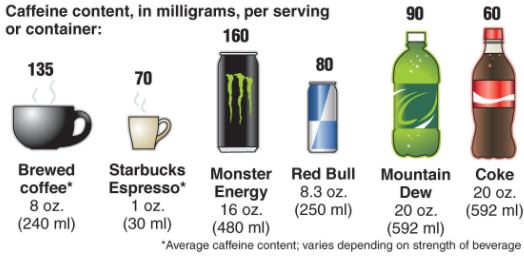 Caffeine content, in milligrams, per serving
or container:
135
70
160
80
90
60
Brewed
coffee*
8 oz.
(240 ml)
Starbucks
Espresso*
1 oz.
(30 ml)
Monster
Energy
16 oz.
(480 ml)
Red Bull
8.3 oz.
(250 ml)
Mountain
Dew
20 oz.
(592 ml)
Coke
20 oz.
(592 ml)
*Average caffeine content; varies depending on strength of beverage